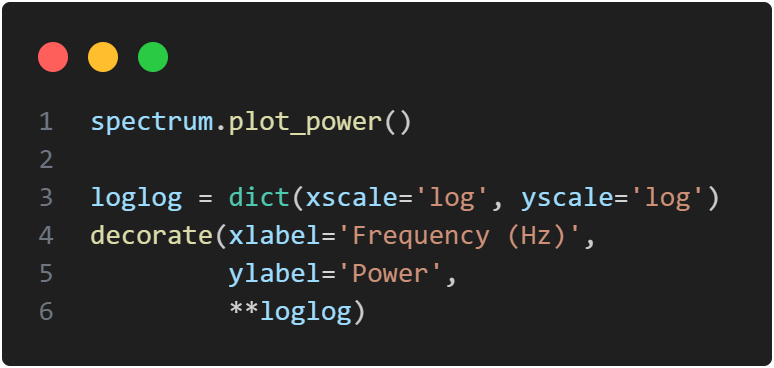 1 spectrum.plot_power()
2
3 loglog = dict(xscale='log', yscale='log')
4 decorate(xlabel='Frequency (Hz)',
5          ylabel='Power',
6          **loglog)